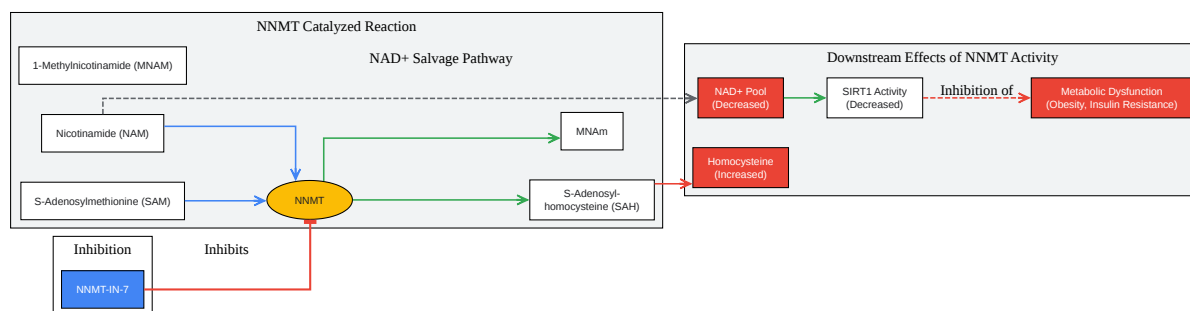 NNMT Catalyzed Reaction
1-Methylnicotinamide (MNAM)
NAD+ Salvage Pathway
Nicotinamide (NAM)
MNAm
S-Adenosylmethionine (SAM)
NNMT
S-Adenosyl-
homocysteine (SAH)
Inhibition
Inhibits
NNMT-IN-7
Downstream Effects of NNMT Activity
NAD+ Pool
(Decreased)
SIRT1 Activity
(Decreased)
Inhibition of
Metabolic Dysfunction
(Obesity, Insulin Resistance)
Homocysteine
(Increased)